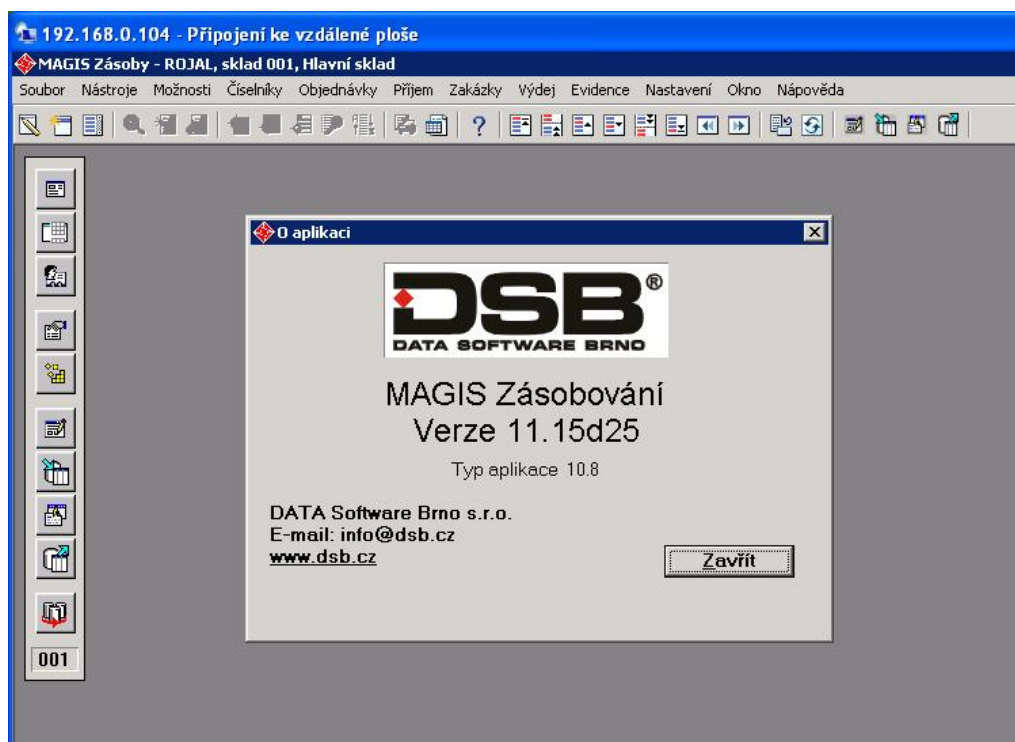 192.168.0.104 - Připojení ke vzdálené ploše
MAGIS Zásoby - ROJAL, sklad 001, Hlavní sklad
Soubor Nástroje Možnosti Číselníky Objednávky Příjem Zakázky Výdej Evidence Nastavení Okno Nápověda
O aplikaci
DSB®
DATA SOFTWARE BRNO
MAGIS Zásobování
Verze 11.15d25
Typ aplikace 10.8
DATA Software Brno s.r.o.
E-mail: info@dsb.cz
www.dsb.cz
Zavřít
001